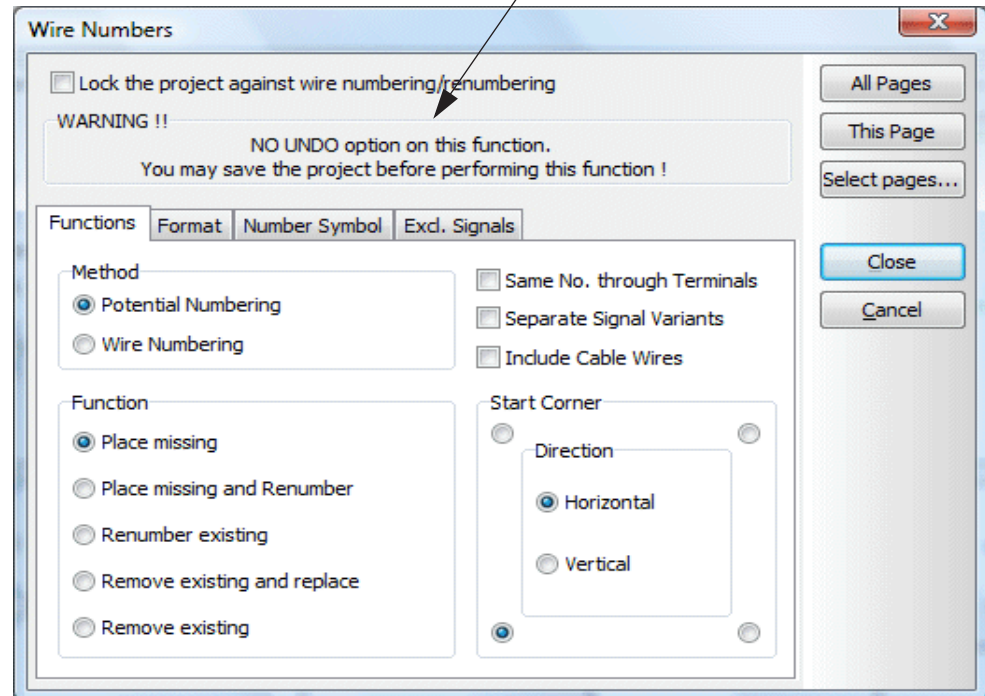 Wire Numbers
Lock the project against wire numbering/renumbering
WARNING !!
NO UNDO option on this function.
You may save the project before performing this function !
All Pages
This Page
Select pages...
Close
Cancel
Functions Format Number Symbol Excl. Signals
Method
Potential Numbering
Wire Numbering
Same No. through Terminals
Separate Signal Variants
Include Cable Wires
Function
Place missing
Place missing and Renumber
Renumber existing
Remove existing and replace
Remove existing
Start Corner
Direction
Horizontal
Vertical